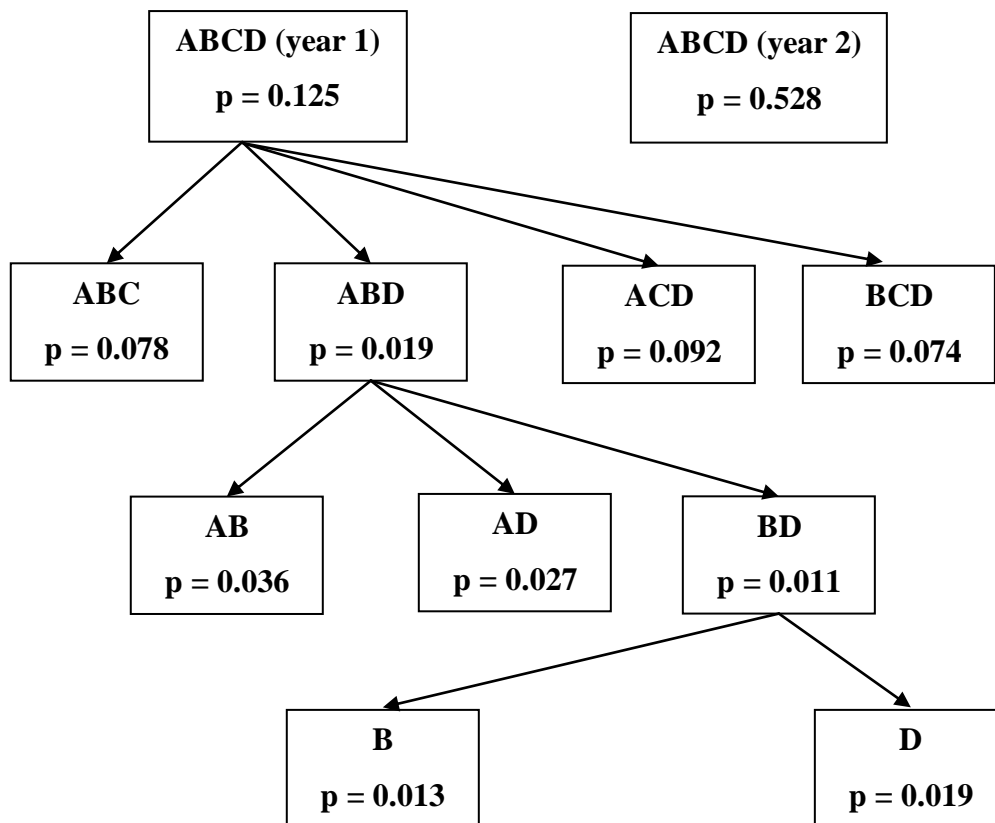 ABCD (year 1)
p = 0.125
ABCD (year 2)
p = 0.528
ABC
p = 0.078
ABD
p = 0.019
ACD
p = 0.092
BCD
p = 0.074
AB
p = 0.036
AD
p = 0.027
BD
p = 0.011
B
p = 0.013
D
p = 0.019